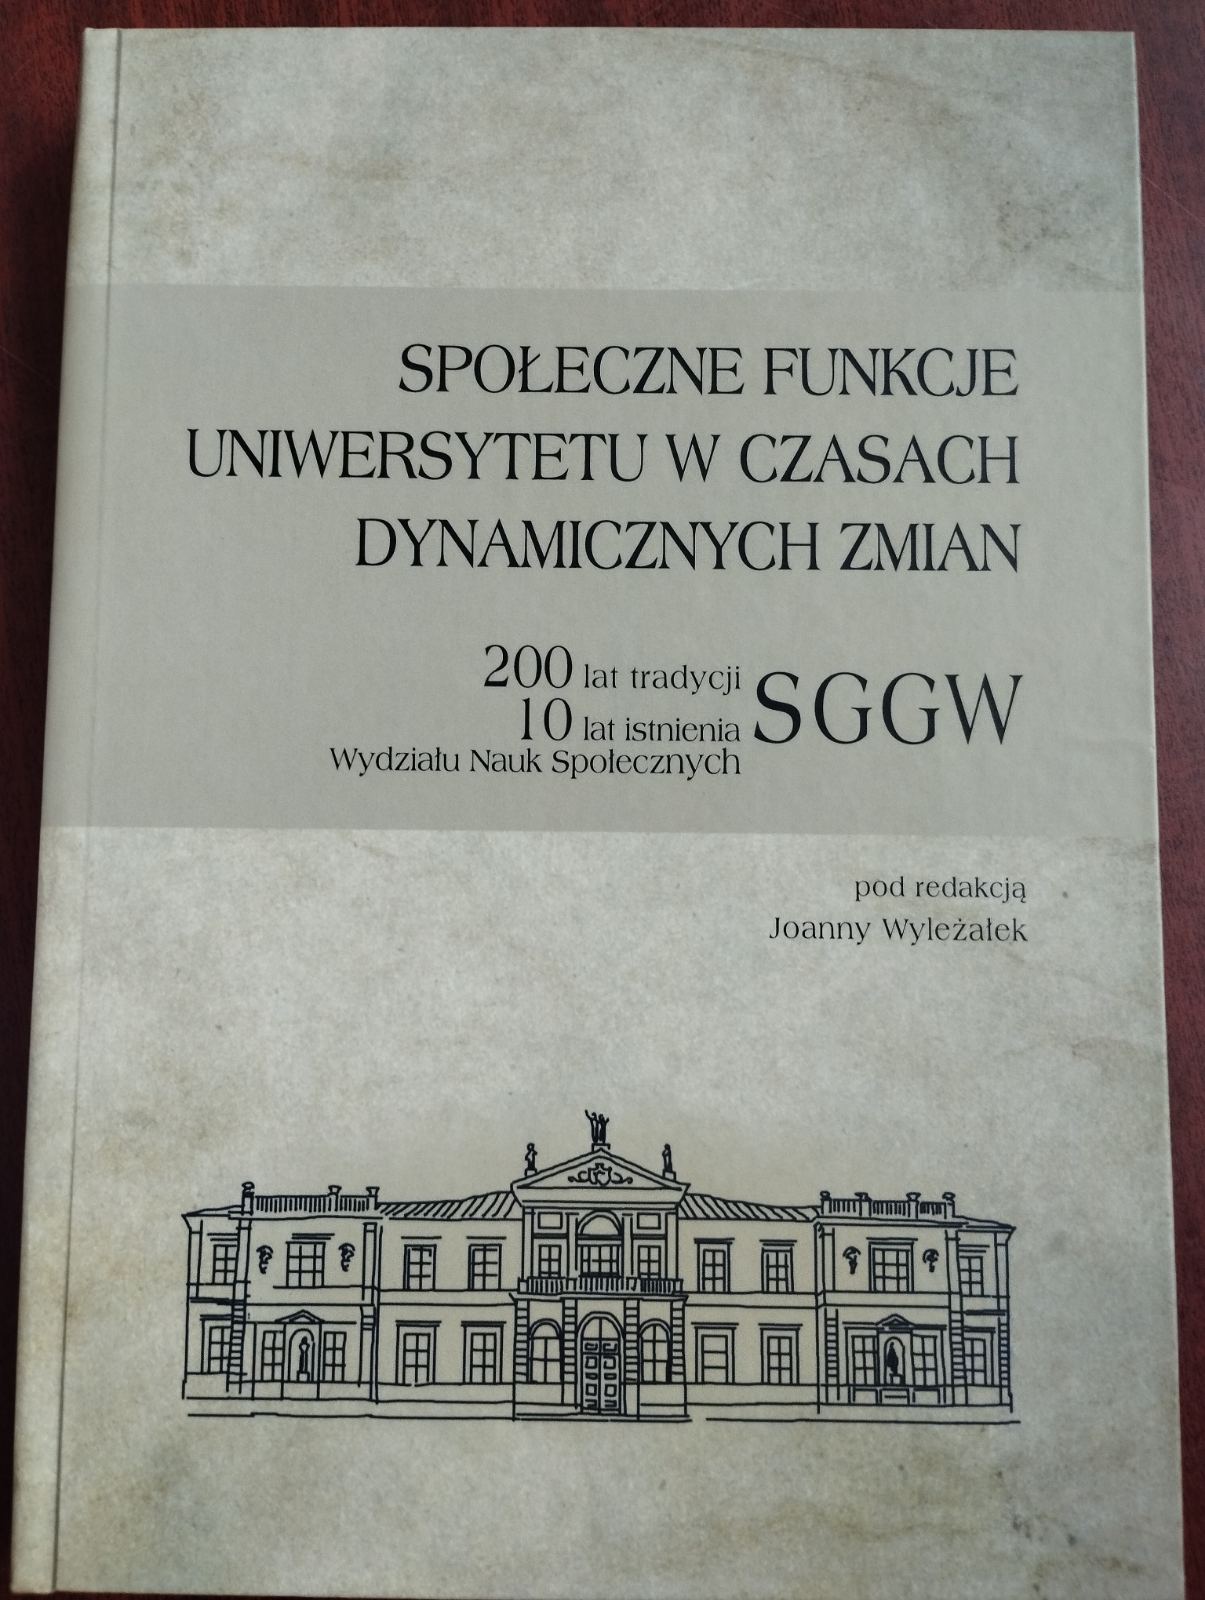 SPOŁECZNE FUNKCJE
UNIWERSYTETU W CZASACH
DYNAMICZNYCH ZMIAN
200 lat tradycji
10 lat istnienia
Wydziału Nauk Społecznych
SGGW
pod redakcją
Joanny Wyleżałek